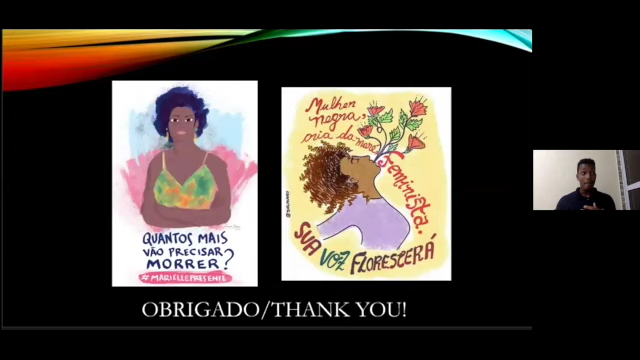 QUANTOS MAIS
VÃO PRECISAR
MORRER?
#MARIELLEPRESENTE
Mulher
negra,
cria da maré
feminista.
SUA VOZ FLORESCERÁ
OBRIGADO/THANK YOU!